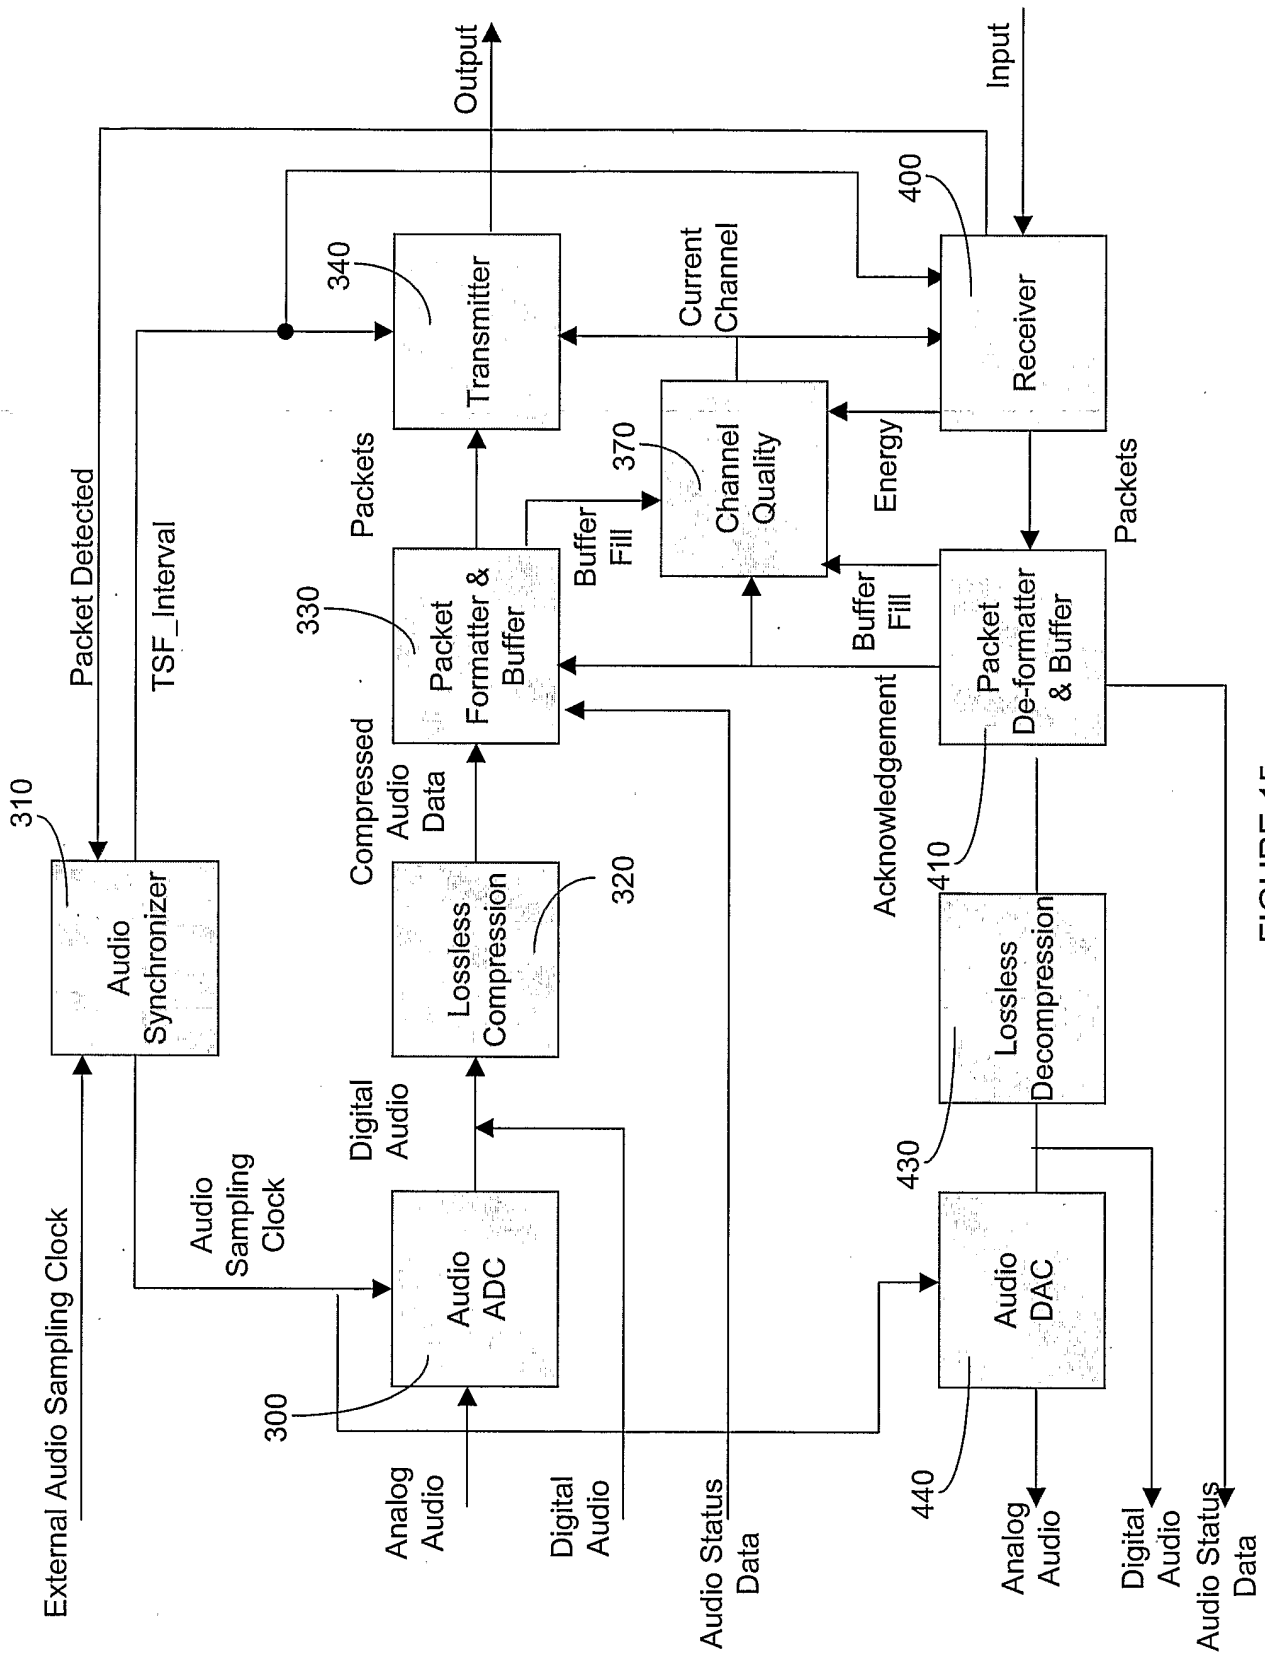 External Audio Sampling Clock
310
Audio
Synchronizer
Packet Detected
TSF_Interval
Audio
Sampling
Clock
300
Analog
Audio
Audio
ADC
Digital
Audio
Lossless
Compression
320
Compressed
Audio
Data
330
Packet
Formatter &
Buffer
Packets
340
Transmitter
Output
Digital
Audio
Buffer
Fill
370
Channel
Quality
Current
Channel
Audio Status
Data
Acknowledgement
Buffer
Fill
Energy
400
Input
440
Audio
DAC
430
Lossless
Decompression
410
Packet
De-formatter
& Buffer
Receiver
Packets
Analog
Audio
Digital
Audio
Audio Status
Data
FIGURE